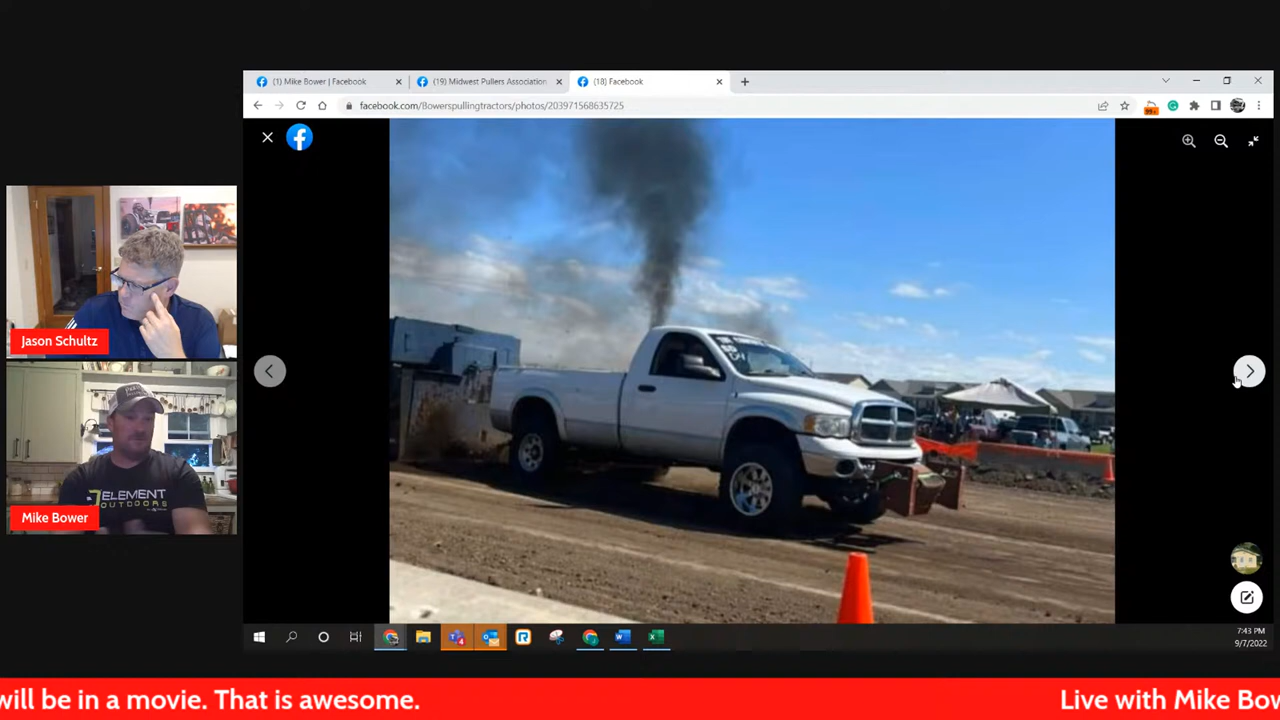 (1) Mike Bower | Facebook
(19) Midwest Pullers Association
(18) Facebook
facebook.com/Bowerspullingtractors/photos/203971568635725
Jason Schultz
ELEMENT
OUTDOORS
Mike Bower
7:43 PM
9/7/2022
will be in a movie. That is awesome.
Live with Mike Bow